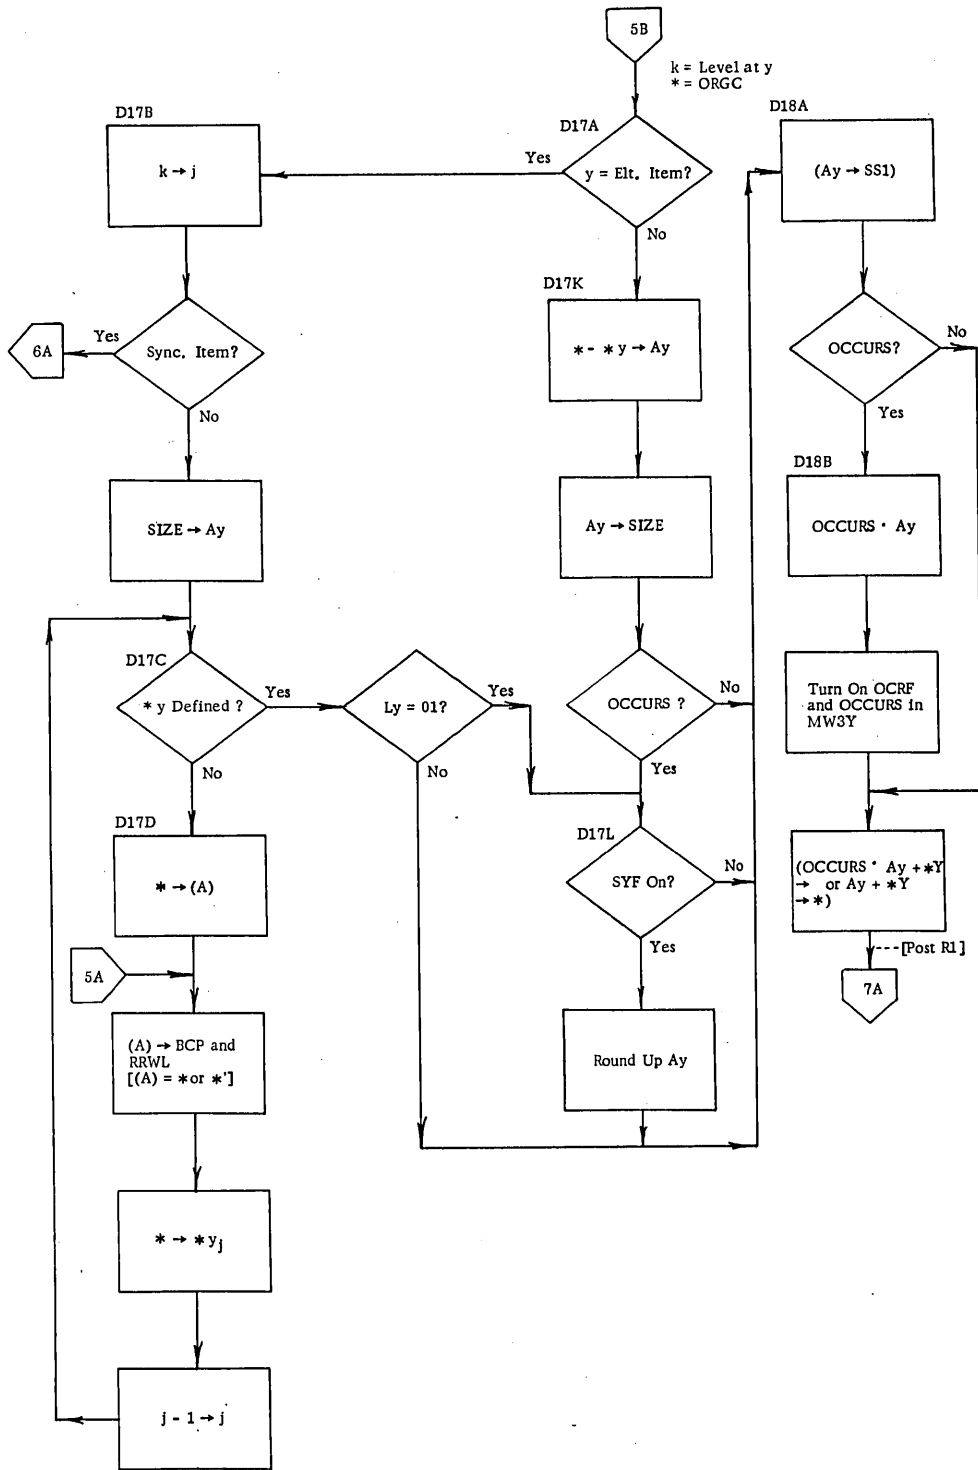 5B
k = Level at y
* = ORGC
D17B
k → j
D17A
y = Elt. Item?
Yes
No
D18A
(Ay → SS1)
D17K
* - * y → Ay
6A
Yes
Sync. Item?
No
OCCURS?
No
Yes
SIZE → Ay
Ay → SIZE
D18B
OCCURS · Ay
D17C
* y Defined ?
Yes
No
Ly = 01?
Yes
No
OCCURS ?
No
Yes
Turn On OCRF
and OCCURS in
MW3Y
D17D
* → (A)
D17L
SYF On?
No
Yes
(OCCURS · Ay + *Y
→ or Ay + *Y
→ *)
---[Post R1]
7A
5A
(A) → BCP and
RRWL
[(A) = * or *']
Round Up Ay
* → * yj
j - 1 → j